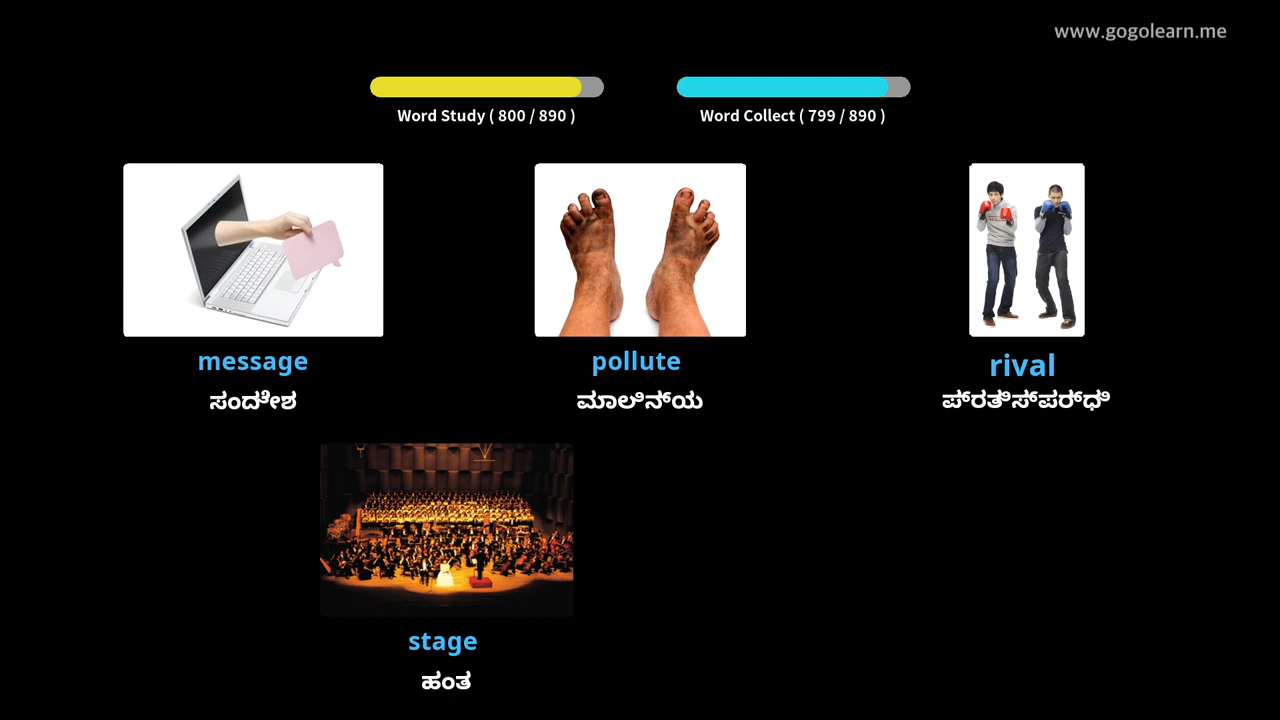 www.gogolearn.me
Word Study ( 800 / 890 )
Word Collect ( 799 / 890 )
message
pollute
rival
ಸಂದೇಶ
ಮಾಲಿನ್ಯ
ಪ್ರತಿಸ್ಪರ್ಧಿ
stage
ಹಂತ